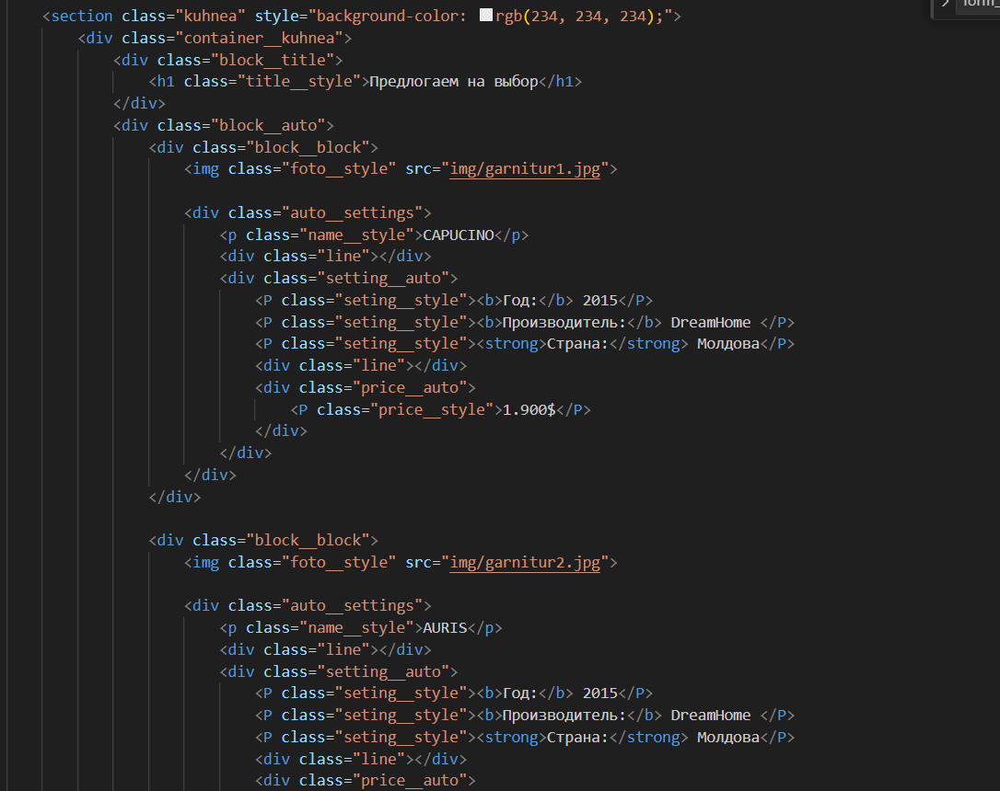 form_
<section class="kuhnea" style="background-color: rgb(234, 234, 234);">
<div class="container__kuhnea">
<div class="block__title">
<h1 class="title__style">Предлогаем на выбор</h1>
</div>
<div class="block__auto">
<div class="block__block">
<img class="foto__style" src="img/garnitur1.jpg">
<div class="auto__settings">
<p class="name__style">CAPUCINO</p>
<div class="line"></div>
<div class="setting__auto">
<P class="seting__style"><b>Год:</b> 2015</P>
<P class="seting__style"><b>Производитель:</b> DreamHome </P>
<P class="seting__style"><strong>Страна:</strong> Молдова</P>
<div class="line"></div>
<div class="price__auto">
<P class="price__style">1.900$</P>
</div>
</div>
</div>
</div>
<div class="block__block">
<img class="foto__style" src="img/garnitur2.jpg">
<div class="auto__settings">
<p class="name__style">AURIS</p>
<div class="line"></div>
<div class="setting__auto">
<P class="seting__style"><b>Год:</b> 2015</P>
<P class="seting__style"><b>Производитель:</b> DreamHome </P>
<P class="seting__style"><strong>Страна:</strong> Молдова</P>
<div class="line"></div>
<div class="price__auto">